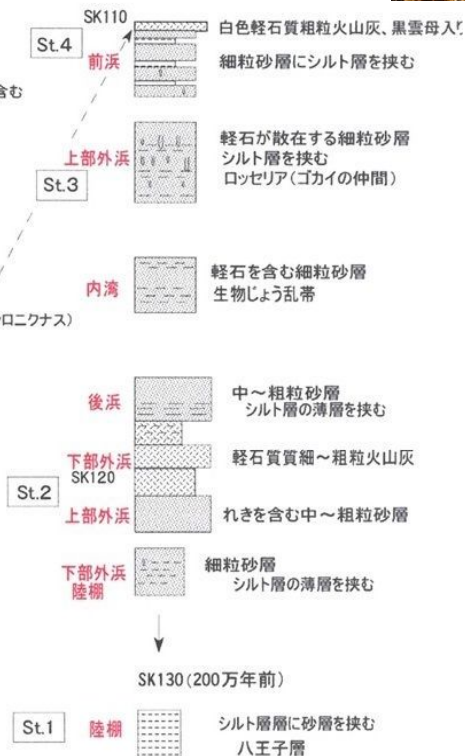 SK110
白色軽石質粗粒火山灰、黒雲母入り
St.4
前浜
細粒砂層にシルト層を挟む
含む
軽石が散在する細粒砂層
上部外浜
シルト層を挟む
ロッセリア(ゴカイの仲間)
St.3
軽石を含む細粒砂層
内湾
生物じょう乱帯
ロニクナス)
後浜
中～粗粒砂層
シルト層の薄層を挟む
下部外浜
軽石質質細～粗粒火山灰
SK120
St.2
上部外浜
れきを含む中～粗粒砂層
細粒砂層
下部外浜
シルト層の薄層を挟む
陸棚
SK130(200万年前)
St.1
陸棚
シルト層層に砂層を挟む
八王子層